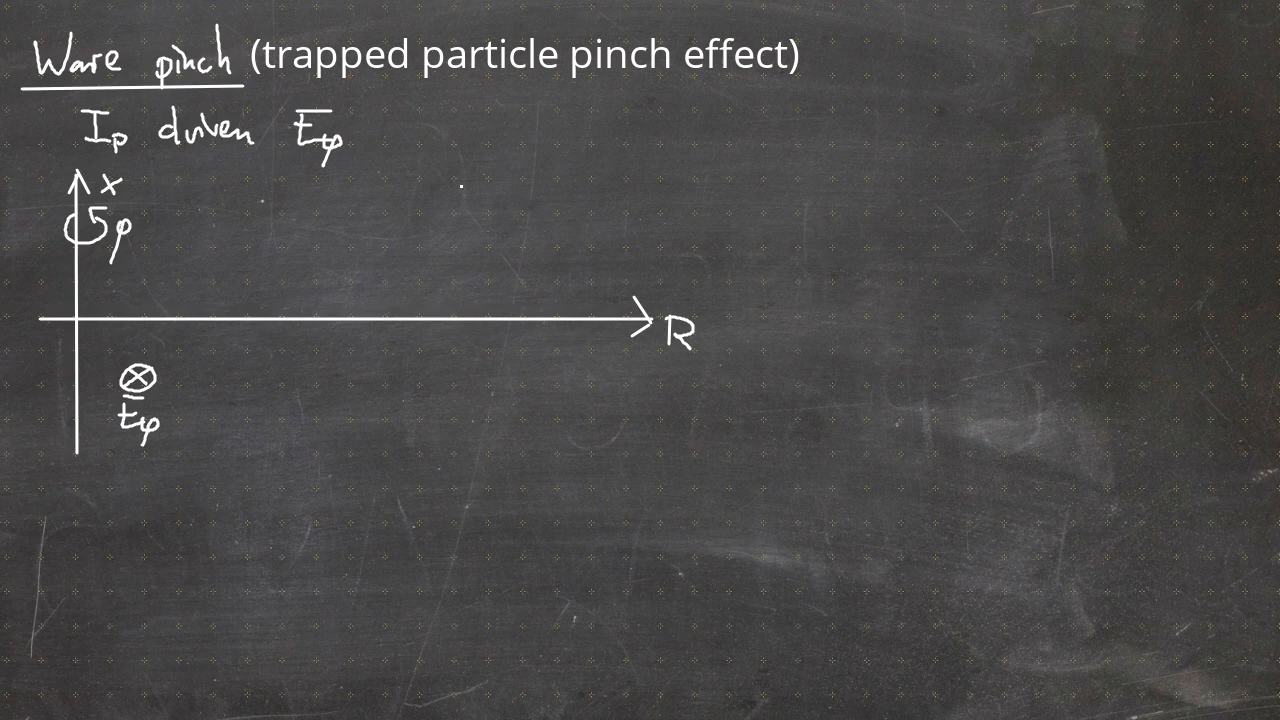 Ware pinch (trapped particle pinch effect)
Ip driven Eφ
x
φ
R
Eφ